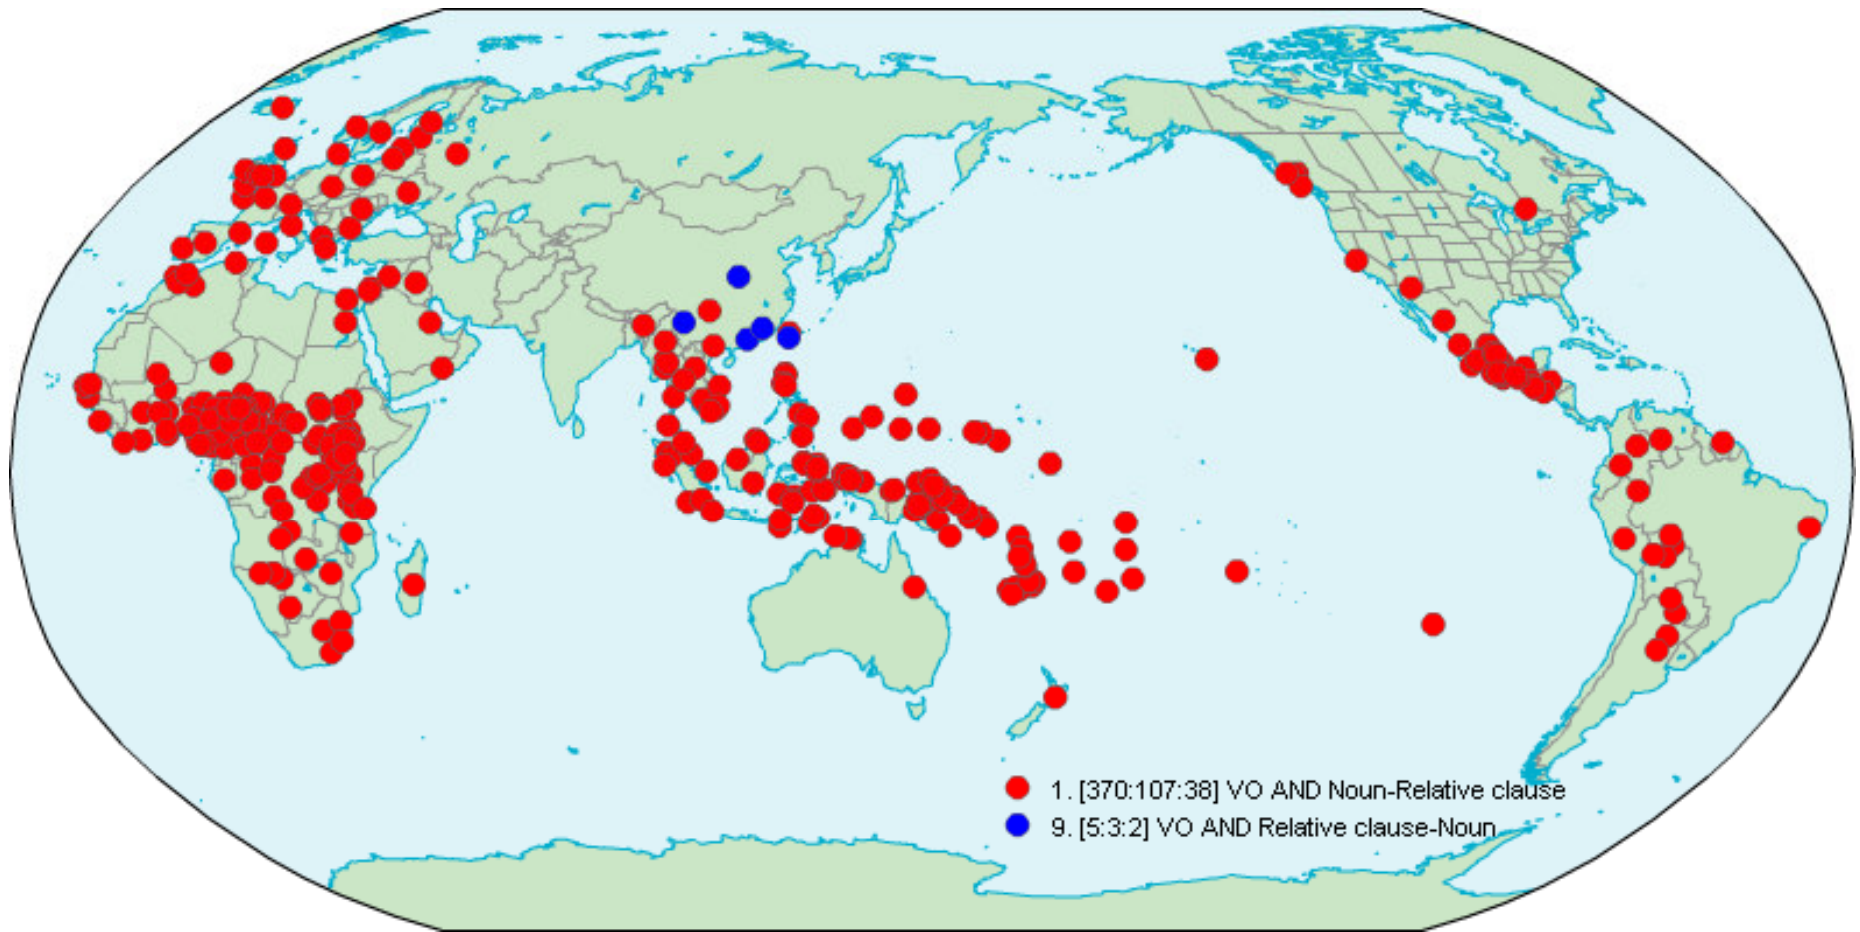 1. [370:107:38] VO AND Noun-Relative clause
9. [5:3:2] VO AND Relative clause-Noun